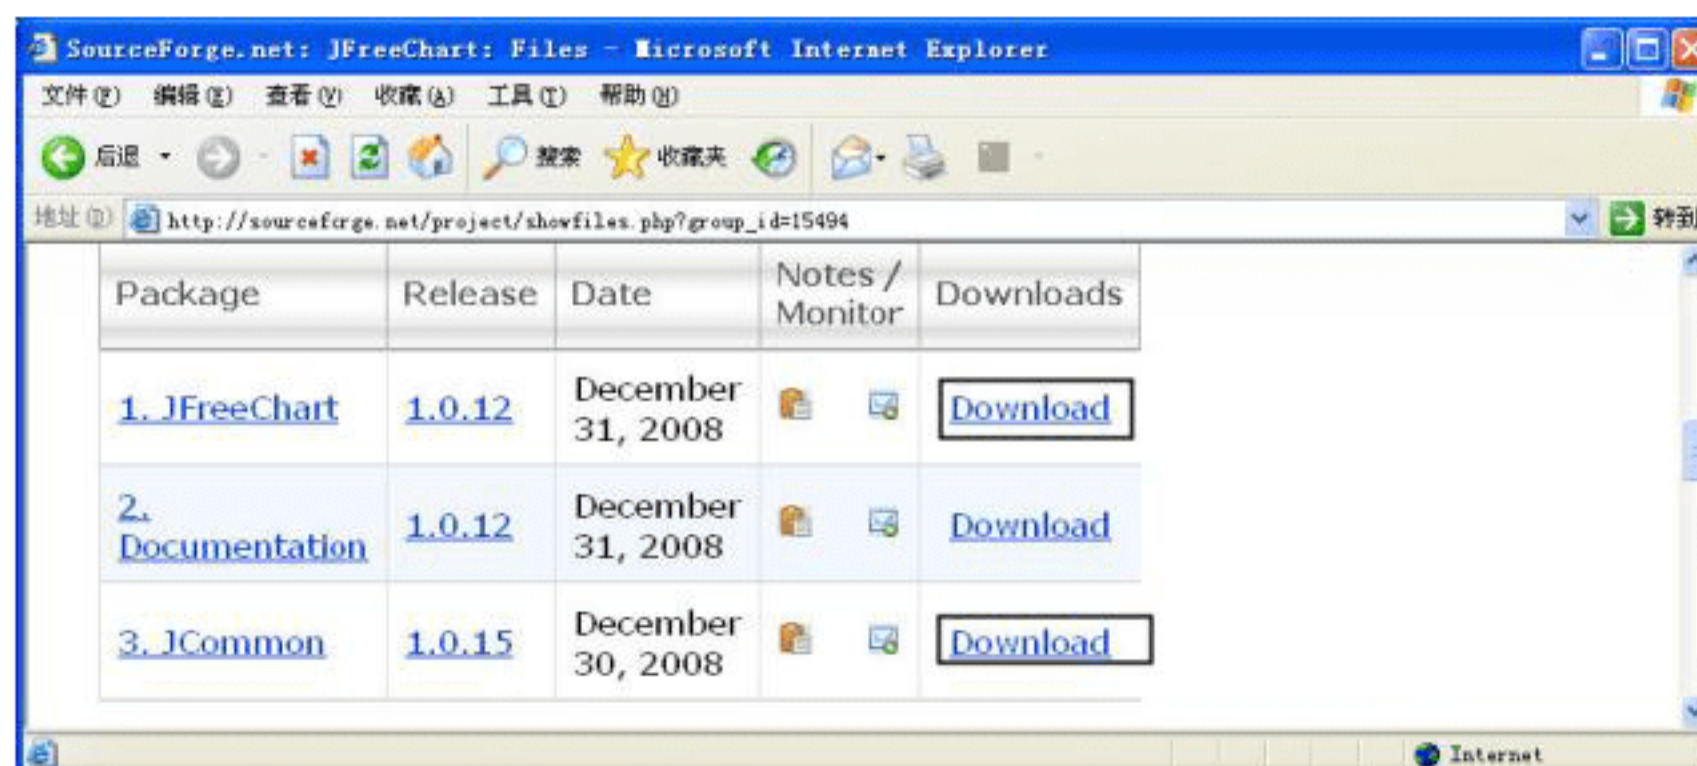 SourceForge.net: JFreeChart: Files - Microsoft Internet Explorer
文件(F) 编辑(E) 查看(V) 收藏(A) 工具(T) 帮助(H)
后退 搜索 收藏夹
地址(D) http://sourceforge.net/project/showfiles.php?group_id=15494 转到
Package Release Date Notes / Monitor Downloads
1. JFreeChart 1.0.12 December 31, 2008 Download
2. Documentation 1.0.12 December 31, 2008 Download
3. JCommon 1.0.15 December 30, 2008 Download
Internet